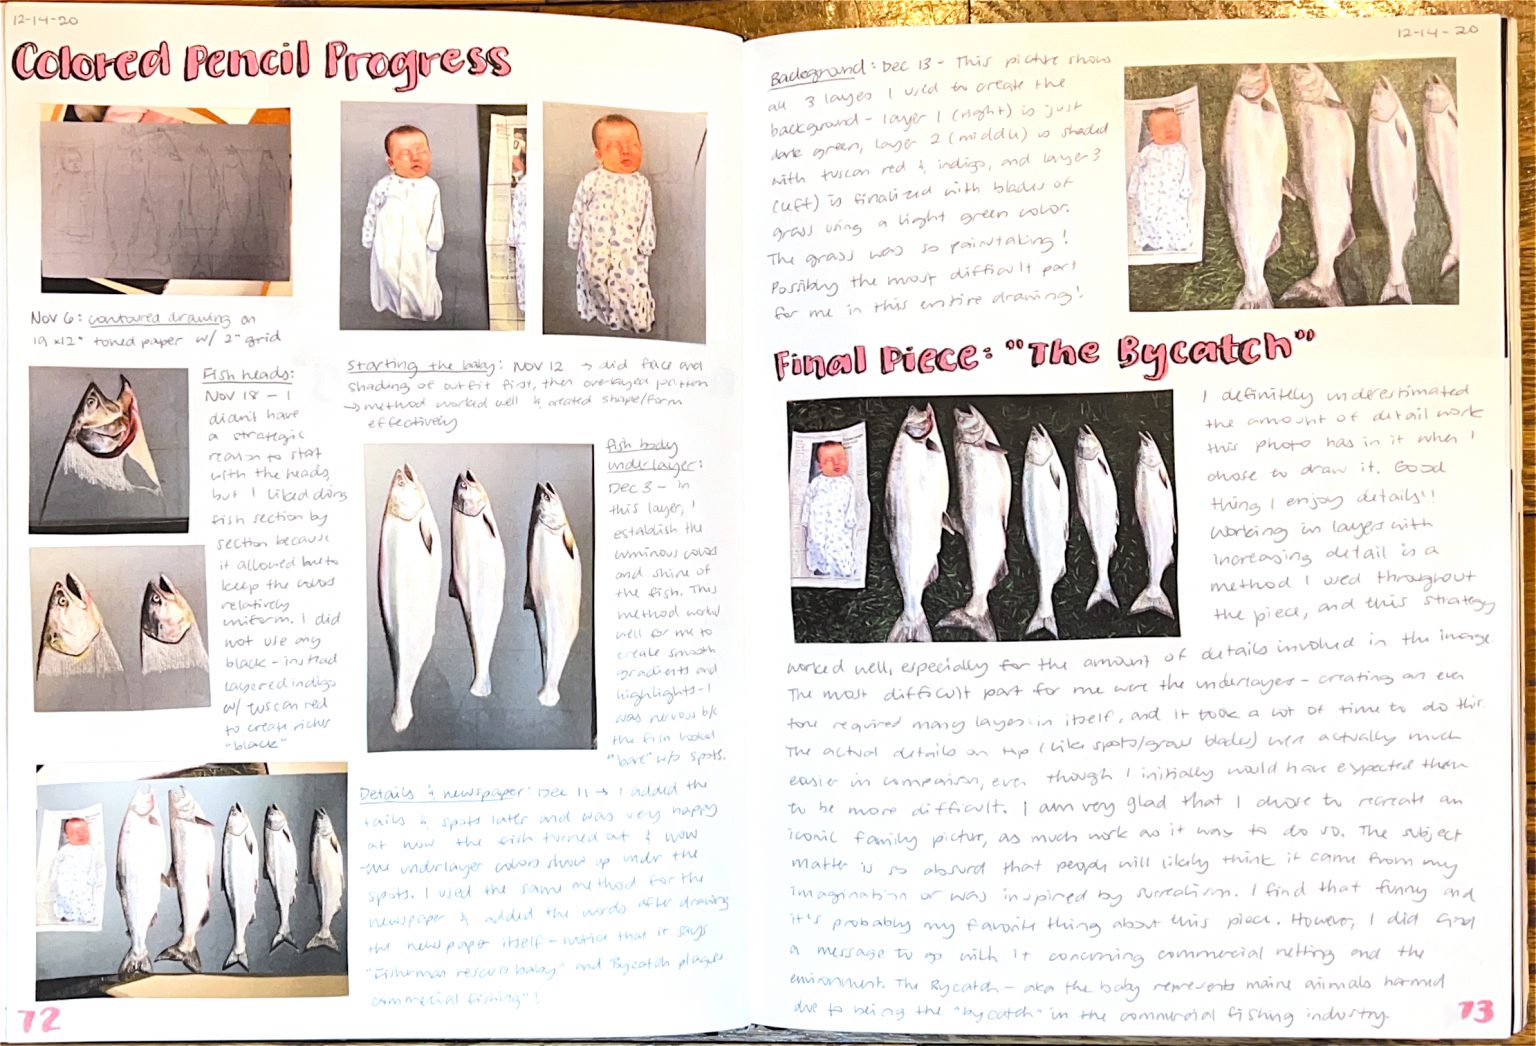 12-14-20
Colored Pencil Progress
Nov 6: contoured drawing on
19 x12" toned paper w/ 2" grid
Starting the baby: Nov 12 → did face and
shading of outfit first, then overlayed pattern
→ method worked well & created shape/form
effectively
Fish heads:
Nov 18 - I
didn't have
a strategic
reason to start
with the heads,
but I liked doing
fish section by
section because
it allowed me to
keep the colors
relatively
uniform. I did
not use any
black - instead
layered indigo
w/ tuscan red
to create richer
"black"
Fish body
underlayer:
Dec 3 - in
this layer, I
establish the
luminous colors
and shine of
the fish. This
method worked
well for me to
create smooth
gradients and
highlights - I
was nervous b/c
the fish looked
"bare" w/o spots.
Details & newspaper: Dec 11 → I added the
tails & spots later and was very happy
at how the fish turned out & how
the underlayer colors show up under the
spots. I used the same method for the
newspaper & added the words after drawing
the newspaper itself - notice that it says
"Fisherman rescues baby" and "Bycatch plagues
commercial fishing"!
72
12-14-20
Background: Dec 13 - This picture shows
all 3 layers I used to create the
background - layer 1 (right) is just
dark green, layer 2 (middle) is shaded
with tuscan red & indigo, and layer 3
(left) is finalized with blades of
grass using a light green color.
The grass was so painstaking!
Possibly the most difficult part
for me in this entire drawing!
Final Piece: "The Bycatch"
I definitely underestimated
the amount of detail work
this photo has in it when I
chose to draw it. Good
thing I enjoy details!!
Working in layers with
increasing detail is a
method I used throughout
the piece, and this strategy
worked well, especially for the amount of details involved in the image.
The most difficult part for me were the underlayers - creating an even
tone required many layers in itself, and it took a lot of time to do this.
The actual details on top (like spots/grass blades) were actually much
easier in comparison, even though I initially would have expected them
to be more difficult. I am very glad that I chose to recreate an
iconic family picture, as much work as it was to do so. The subject
matter is so absurd that people will likely think it came from my
imagination or was inspired by surrealism. I find that funny and
it's probably my favorite thing about this piece. However, I did find
a message to go with it concerning commercial netting and the
environment. The Bycatch - aka the baby represents marine animals harmed
due to being the "bycatch" in the commercial fishing industry.
73